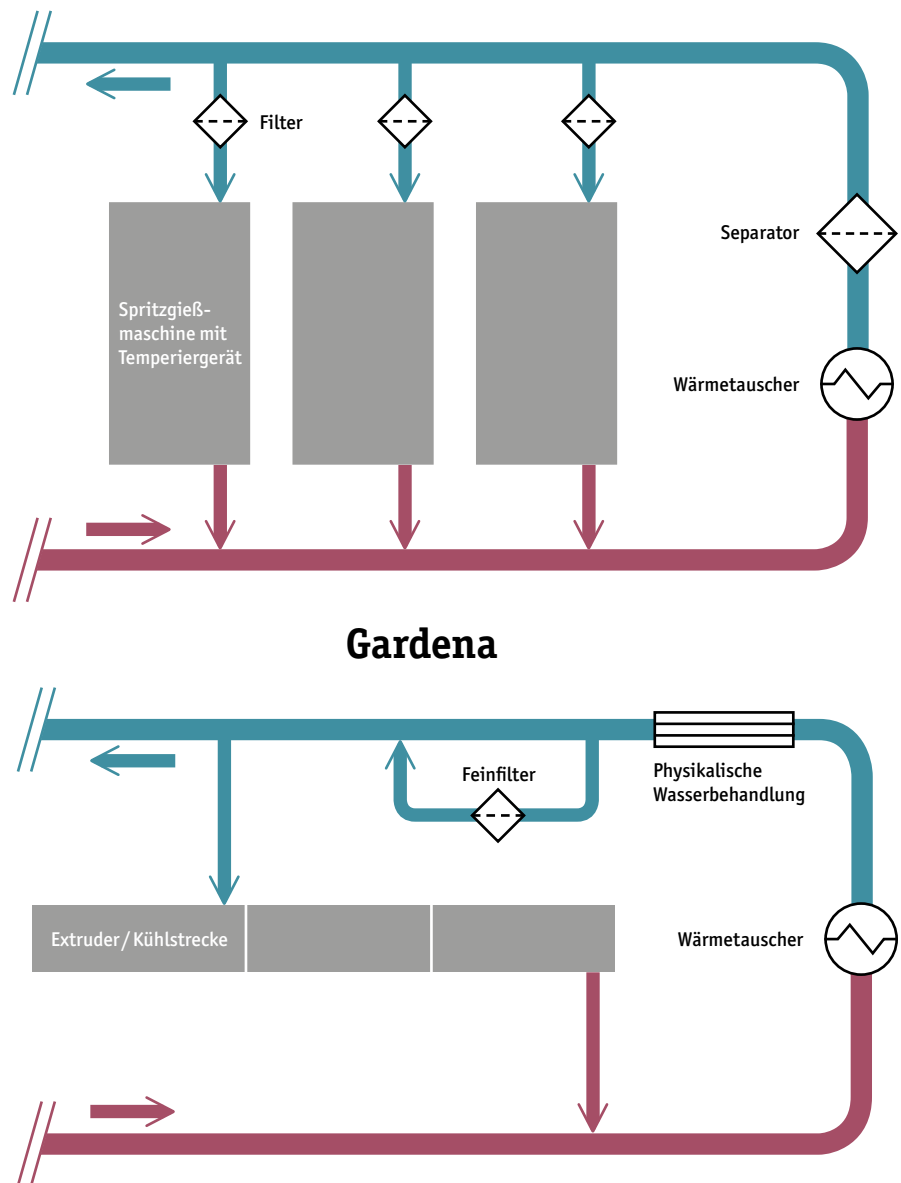 Filter
Separator
Spritzgieß-
maschine mit
Temperiergerät
Wärmetauscher
Gardena
Feinfilter
Physikalische
Wasserbehandlung
Extruder / Kühlstrecke
Wärmetauscher